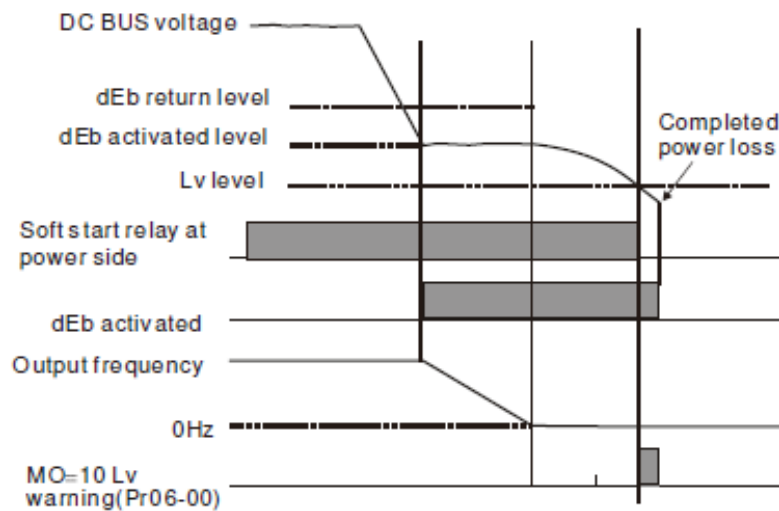 DC BUS voltage
dEb return level
dEb activated level
Completed
power loss
Lv level
Soft start relay at
power side
dEb activated
Output frequency
0Hz
MO=10 Lv
warning(Pr06-00)